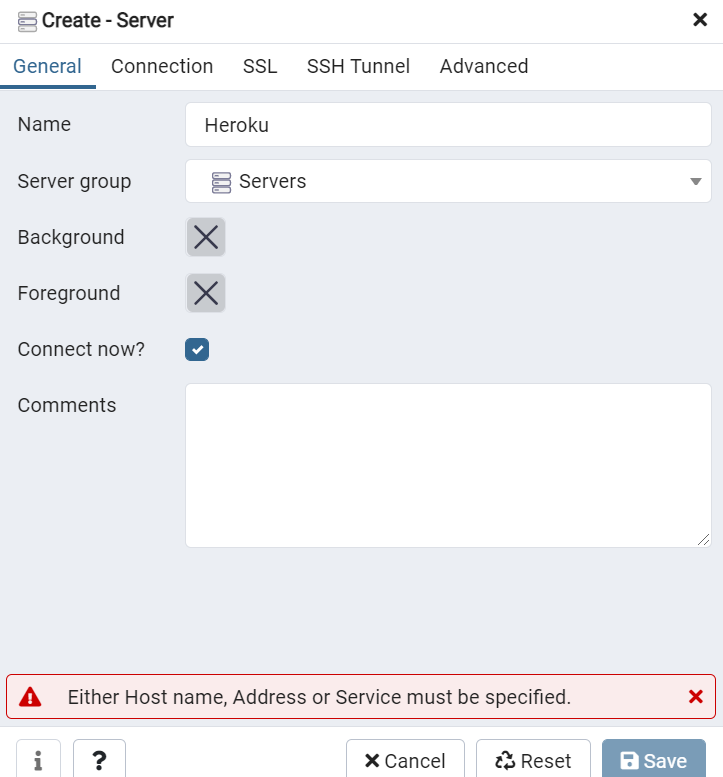 Create - Server
General Connection SSL SSH Tunnel Advanced
Name Heroku
Server group Servers
Background
Foreground
Connect now?
Comments
Either Host name, Address or Service must be specified.
i ? Cancel Reset Save